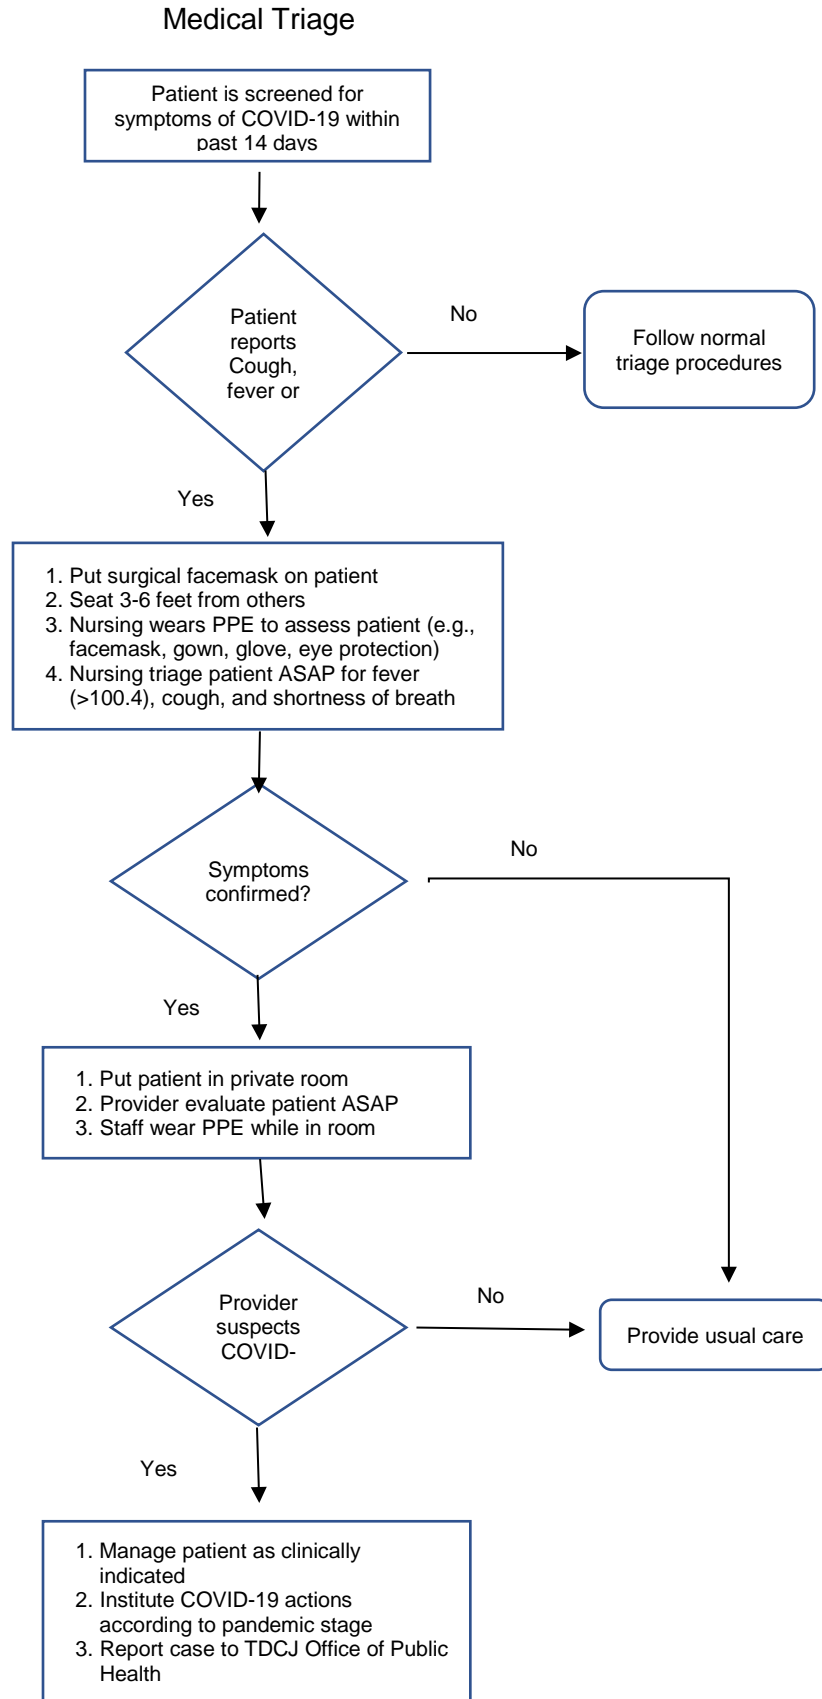 Medical Triage
Patient is screened for
symptoms of COVID-19 within
past 14 days
Patient
reports
Cough,
fever or
No
Follow normal
triage procedures
Yes
1. Put surgical facemask on patient
2. Seat 3-6 feet from others
3. Nursing wears PPE to assess patient (e.g.,
facemask, gown, glove, eye protection)
4. Nursing triage patient ASAP for fever
(>100.4), cough, and shortness of breath
Symptoms
confirmed?
No
Yes
1. Put patient in private room
2. Provider evaluate patient ASAP
3. Staff wear PPE while in room
Provider
suspects
COVID-
No
Provide usual care
Yes
1. Manage patient as clinically
indicated
2. Institute COVID-19 actions
according to pandemic stage
3. Report case to TDCJ Office of Public
Health